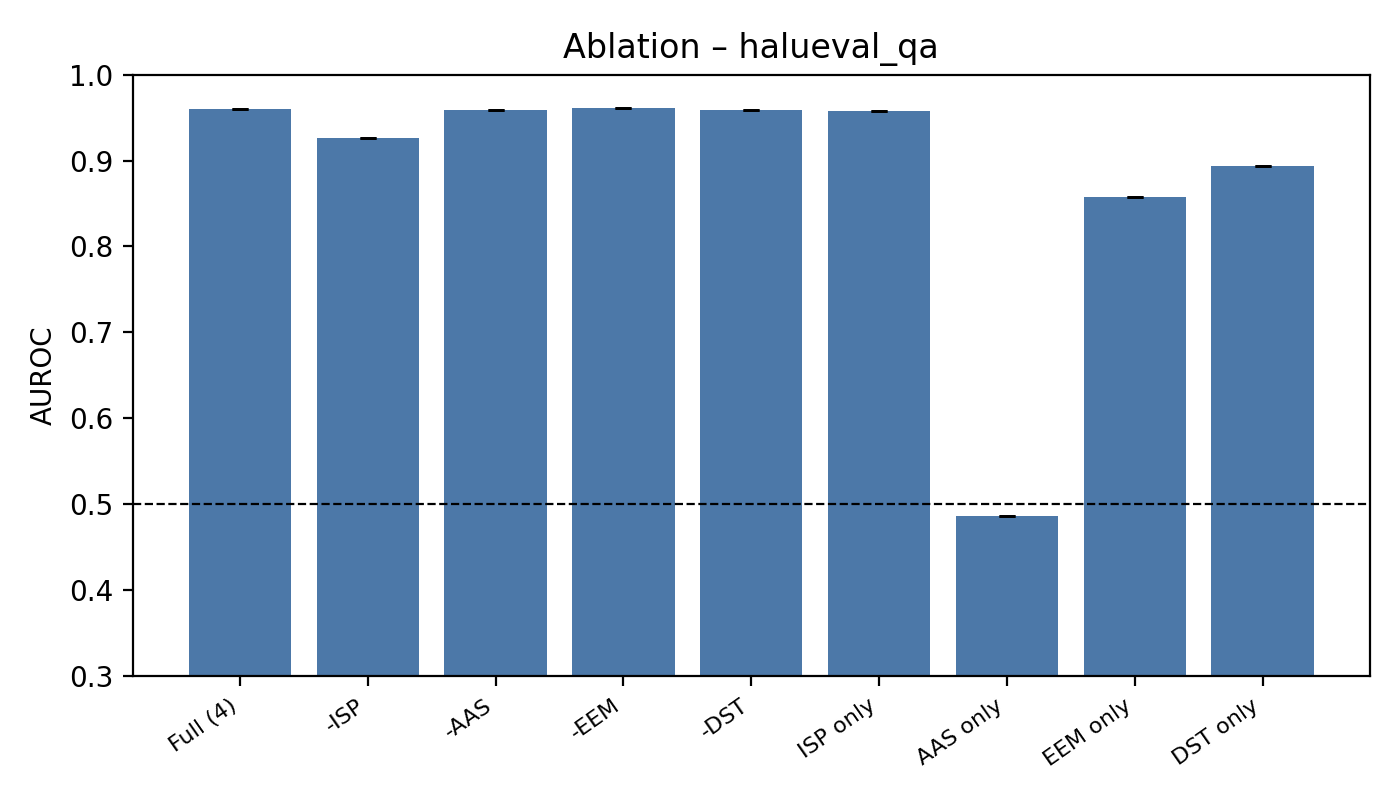 Ablation – halueval_qa
AUROC
1.0
0.9
0.8
0.7
0.6
0.5
0.4
0.3
Full (4)
-ISP
-AAS
-EEM
-DST
ISP only
AAS only
EEM only
DST only